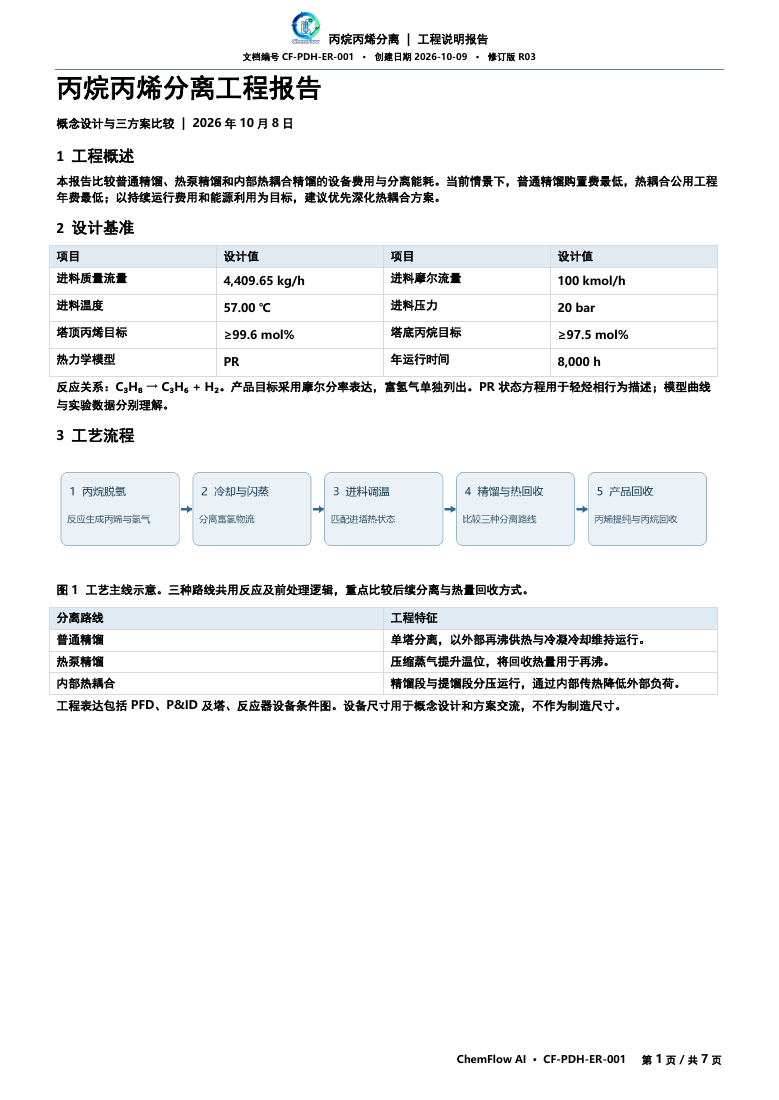 丙烷丙烯分离 | 工程说明报告
文档编号 CF-PDH-ER-001 • 创建日期 2026-10-09 • 修订版 R03
丙烷丙烯分离工程报告
概念设计与三方案比较 | 2026 年 10 月 8 日
1 工程概述
本报告比较普通精馏、热泵精馏和内部热耦合精馏的设备费用与分离能耗。当前情景下，普通精馏购置费最低，热耦合公用工程
年费最低；以持续运行费用和能源利用为目标，建议优先深化热耦合方案。
2 设计基准
项目 设计值 项目 设计值
进料质量流量 4,409.65 kg/h 进料摩尔流量 100 kmol/h
进料温度 57.00 ℃ 进料压力 20 bar
塔顶丙烯目标 ≥99.6 mol% 塔底丙烷目标 ≥97.5 mol%
热力学模型 PR 年运行时间 8,000 h
反应关系：C₃H₈ → C₃H₆ + H₂。产品目标采用摩尔分率表达，富氢气单独列出。PR 状态方程用于轻烃相行为描述；模型曲线
与实验数据分别理解。
3 工艺流程
1 丙烷脱氢 2 冷却与闪蒸 3 进料调温 4 精馏与热回收 5 产品回收
反应生成丙烯与氢气 分离富氢物流 匹配进塔热状态 比较三种分离路线 丙烯提纯与丙烷回收
图 1 工艺主线示意。三种路线共用反应及前处理逻辑，重点比较后续分离与热量回收方式。
分离路线 工程特征
普通精馏 单塔分离，以外部再沸供热与冷凝冷却维持运行。
热泵精馏 压缩蒸气提升温位，将回收热量用于再沸。
内部热耦合 精馏段与提馏段分压运行，通过内部传热降低外部负荷。
工程表达包括 PFD、P&ID 及塔、反应器设备条件图。设备尺寸用于概念设计和方案交流，不作为制造尺寸。
ChemFlow AI • CF-PDH-ER-001 第 1 页 / 共 7 页